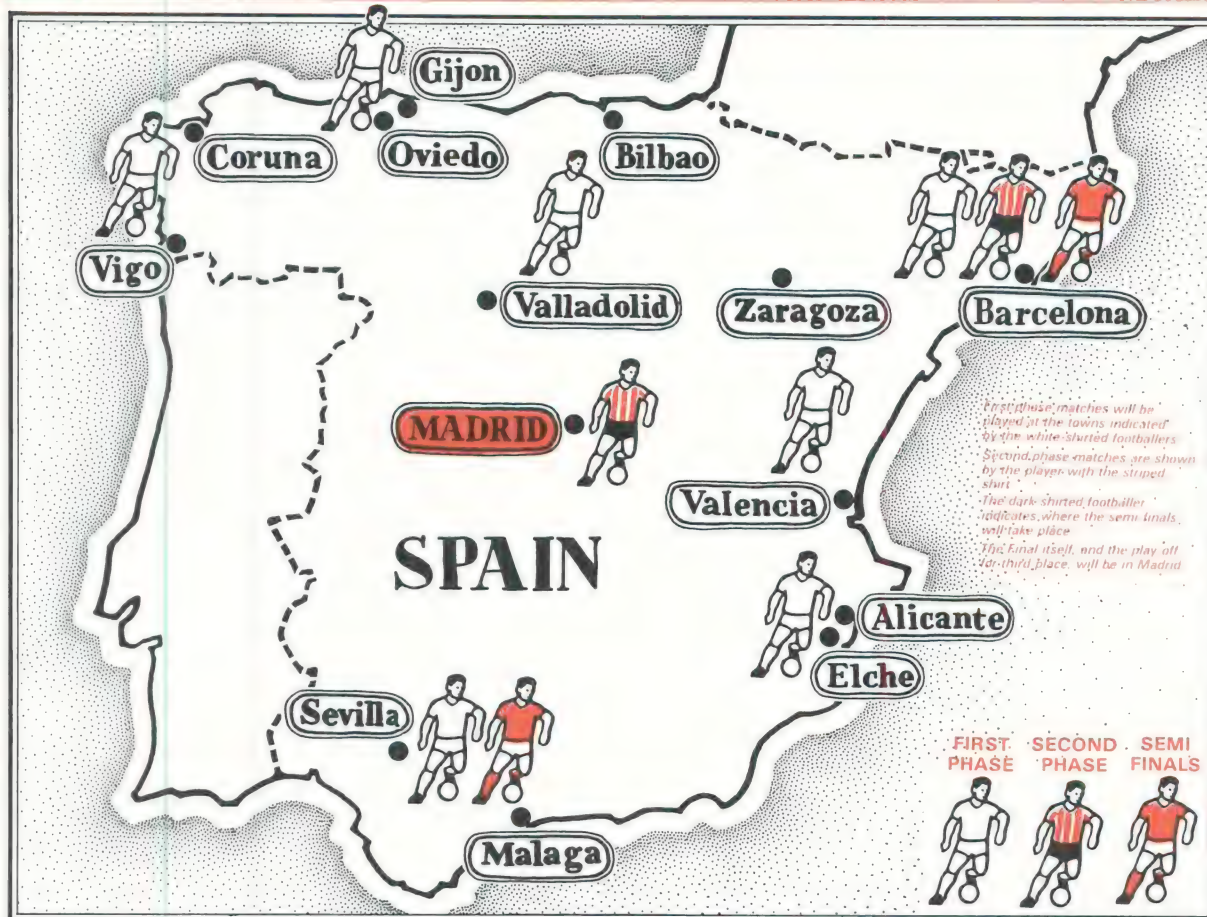 Gijon
Coruna
Oviedo
Bilbao
Vigo
Valladolid
Zaragoza
Barcelona
MADRID
First phase matches will be
played at the towns indicated
by the white-shirted footballers
Second phase matches are shown
by the player with the striped
shirt
The dark shirted footballer
indicates where the semi finals
will take place
The Final itself, and the play off
for third place, will be in Madrid
Valencia
SPAIN
Alicante
Elche
Sevilla
Malaga
FIRST PHASE
SECOND PHASE
SEMI FINALS